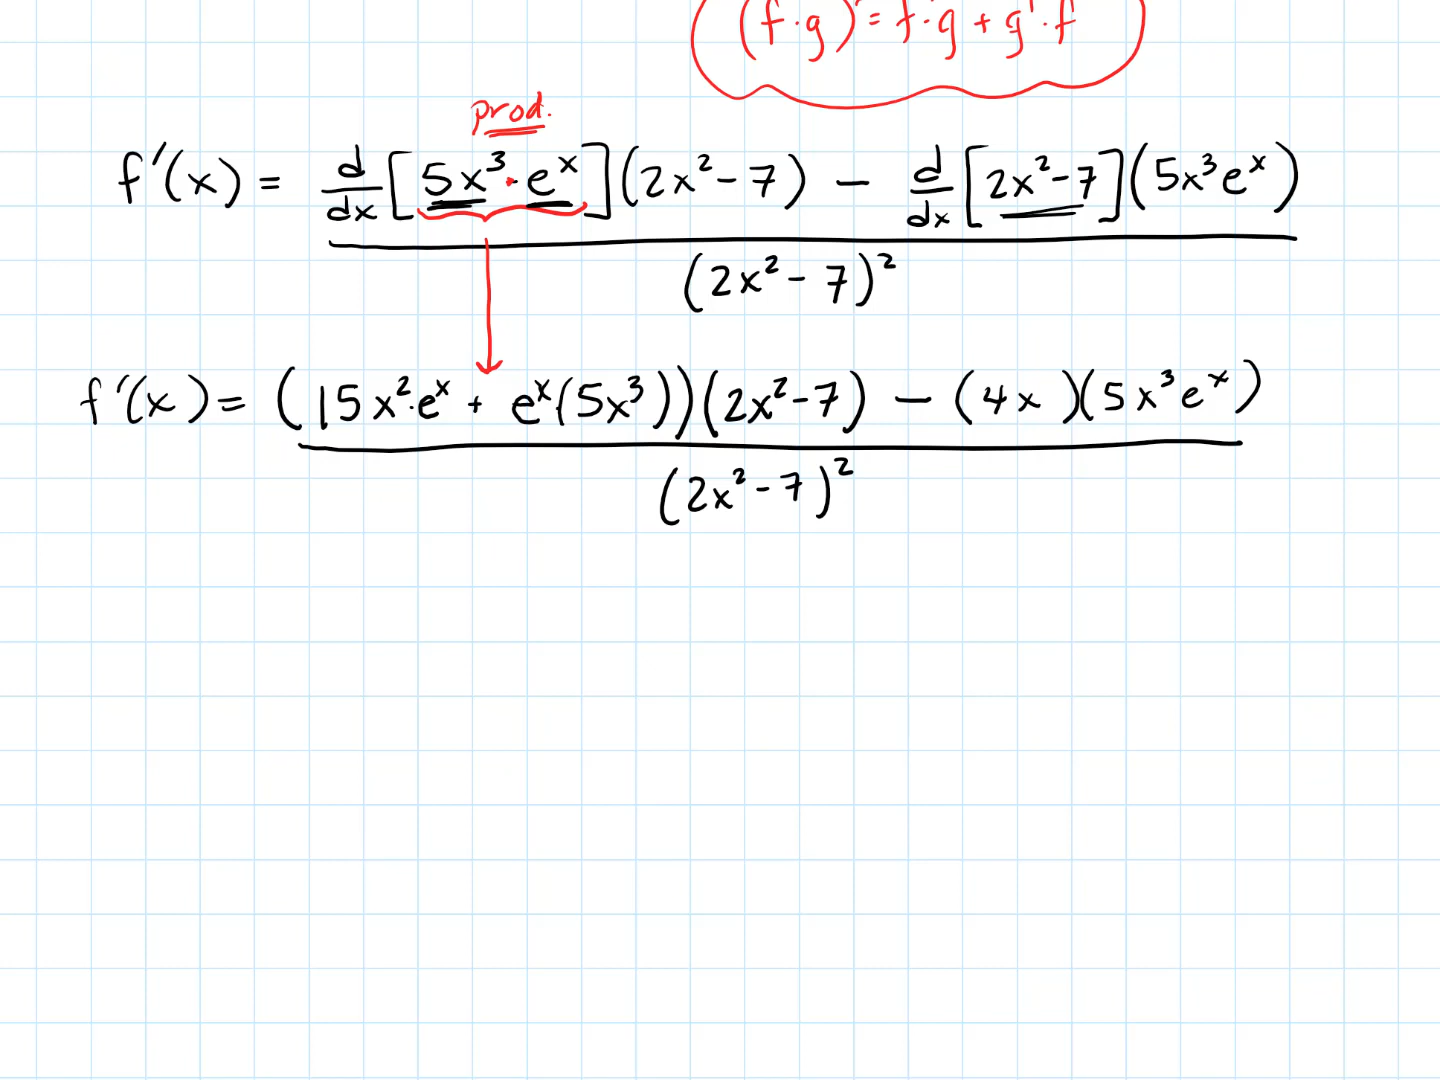 (f·g)' = f'·g + g'·f
prod.
f'(x) = d/dx [5x³·eˣ](2x²-7) - d/dx [2x²-7](5x³eˣ)
(2x²-7)²
f'(x) = (15x²·eˣ + eˣ(5x³))(2x²-7) - (4x)(5x³eˣ)
(2x²-7)²